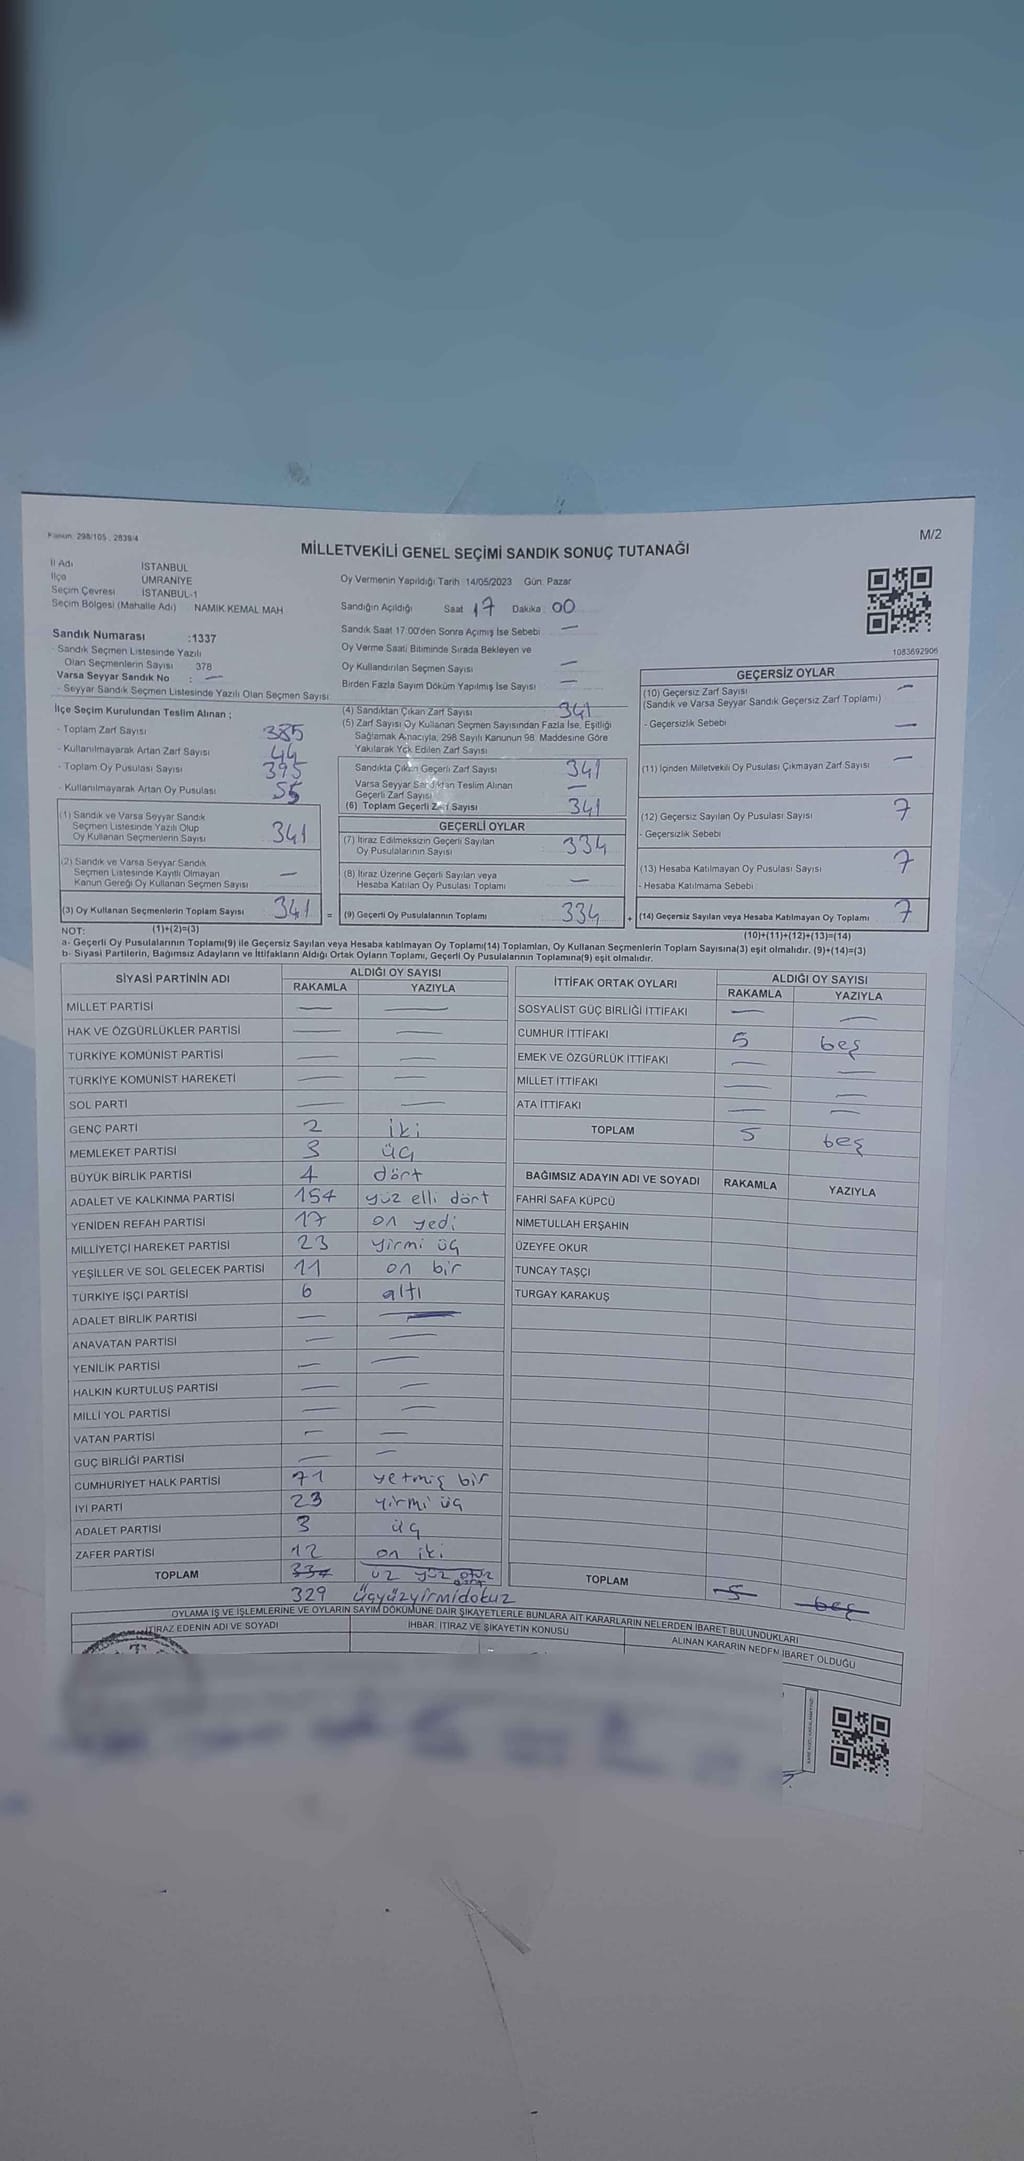 Kanun: 298/105, 2839/4
M/2
MİLLETVEKİLİ GENEL SEÇİMİ SANDIK SONUÇ TUTANAĞI
İl Adı İSTANBUL
İlçe ÜMRANİYE
Seçim Çevresi İSTANBUL-1
Seçim Bölgesi (Mahalle Adı) NAMIK KEMAL MAH
Sandık Numarası :1337
- Sandık Seçmen Listesinde Yazılı
Olan Seçmenlerin Sayısı 378
Varsa Seyyar Sandık No : —
- Seyyar Sandık Seçmen Listesinde Yazılı Olan Seçmen Sayısı:
Oy Vermenin Yapıldığı Tarih :14/05/2023 Gün: Pazar
Sandığın Açıldığı Saat 17 Dakika 00
Sandık Saat 17:00'den Sonra Açımış İse Sebebi —
Oy Verme Saati Bitiminde Sırada Bekleyen ve
Oy Kullandırılan Seçmen Sayısı —
Birden Fazla Sayım Döküm Yapılmış İse Sayısı —
1083692906
İlçe Seçim Kurulundan Teslim Alınan ;
- Toplam Zarf Sayısı 385
- Kullanılmayarak Artan Zarf Sayısı 44
- Toplam Oy Pusulası Sayısı 395
- Kullanılmayarak Artan Oy Pusulası 55
(1) Sandık ve Varsa Seyyar Sandık
Seçmen Listesinde Yazılı Olup
Oy Kullanan Seçmenlerin Sayısı 341
(2) Sandık ve Varsa Seyyar Sandık
Seçmen Listesinde Kayıtlı Olmayan
Kanun Gereği Oy Kullanan Seçmen Sayısı —
(3) Oy Kullanan Seçmenlerin Toplam Sayısı 341 =
(1)+(2)=(3)
(4) Sandıktan Çıkan Zarf Sayısı 341
(5) Zarf Sayısı Oy Kullanan Seçmen Sayısından Fazla İse, Eşitliği
Sağlamak Amacıyla, 298 Sayılı Kanunun 98. Maddesine Göre
Yakılarak Yok Edilen Zarf Sayısı —
Sandıkta Çıkan Geçerli Zarf Sayısı 341
Varsa Seyyar Sandıktan Teslim Alınan
Geçerli Zarf Sayısı —
(6) Toplam Geçerli Zarf Sayısı 341
GEÇERLİ OYLAR
(7) İtiraz Edilmeksizin Geçerli Sayılan
Oy Pusulalarının Sayısı 334
(8) İtiraz Üzerine Geçerli Sayılan veya
Hesaba Katılan Oy Pusulası Toplamı —
(9) Geçerli Oy Pusulalarının Toplamı 334 +
GEÇERSİZ OYLAR
(10) Geçersiz Zarf Sayısı —
(Sandık ve Varsa Seyyar Sandık Geçersiz Zarf Toplamı)
- Geçersizlik Sebebi —
(11) İçinden Milletvekili Oy Pusulası Çıkmayan Zarf Sayısı —
(12) Geçersiz Sayılan Oy Pusulası Sayısı 7
- Geçersizlik Sebebi
(13) Hesaba Katılmayan Oy Pusulası Sayısı 7
- Hesaba Katılmama Sebebi
(14) Geçersiz Sayılan veya Hesaba Katılmayan Oy Toplamı 7
(10)+(11)+(12)+(13)=(14)
NOT:
a- Geçerli Oy Pusulalarının Toplamı(9) ile Geçersiz Sayılan veya Hesaba katılmayan Oy Toplamı(14) Toplamları, Oy Kullanan Seçmenlerin Toplam Sayısına(3) eşit olmalıdır. (9)+(14)=(3)
b- Siyasi Partilerin, Bağımsız Adayların ve İttifakların Aldığı Ortak Oyların Toplamı, Geçerli Oy Pusulalarının Toplamına(9) eşit olmalıdır.
SİYASİ PARTİNİN ADI ALDIĞI OY SAYISI
RAKAMLA YAZIYLA
MİLLET PARTİSİ — —
HAK VE ÖZGÜRLÜKLER PARTİSİ — —
TÜRKİYE KOMÜNİST PARTİSİ — —
TÜRKİYE KOMÜNİST HAREKETİ — —
SOL PARTİ — —
GENÇ PARTİ 2 iki
MEMLEKET PARTİSİ 3 üç
BÜYÜK BİRLİK PARTİSİ 4 dört
ADALET VE KALKINMA PARTİSİ 154 yüz elli dört
YENİDEN REFAH PARTİSİ 17 on yedi
MİLLİYETÇİ HAREKET PARTİSİ 23 yirmi üç
YEŞİLLER VE SOL GELECEK PARTİSİ 11 on bir
TÜRKİYE İŞÇİ PARTİSİ 6 altı
ADALET BİRLİK PARTİSİ — —
ANAVATAN PARTİSİ — —
YENİLİK PARTİSİ — —
HALKIN KURTULUŞ PARTİSİ — —
MİLLİ YOL PARTİSİ — —
VATAN PARTİSİ — —
GÜÇ BİRLİĞİ PARTİSİ — —
CUMHURİYET HALK PARTİSİ 71 yetmiş bir
İYİ PARTİ 23 yirmi üç
ADALET PARTİSİ 3 üç
ZAFER PARTİSİ 12 on iki
TOPLAM 334 üz yüz otuz
329 üçyüzyirmidokuz
İTTİFAK ORTAK OYLARI ALDIĞI OY SAYISI
RAKAMLA YAZIYLA
SOSYALİST GÜÇ BİRLİĞİ İTTİFAKI — —
CUMHUR İTTİFAKI 5 beş
EMEK VE ÖZGÜRLÜK İTTİFAKI — —
MİLLET İTTİFAKI — —
ATA İTTİFAKI — —
TOPLAM 5 beş
BAĞIMSIZ ADAYIN ADI VE SOYADI RAKAMLA YAZIYLA
FAHRİ SAFA KÜPCÜ
NİMETULLAH ERŞAHİN
ÜZEYFE OKUR
TUNCAY TAŞÇI
TURGAY KARAKUŞ
TOPLAM 5 beş
OYLAMA İŞ VE İŞLEMLERİNE VE OYLARIN SAYIM DÖKÜMÜNE DAİR ŞİKAYETLERLE BUNLARA AİT KARARLARIN NELERDEN İBARET BULUNDUKLARI
İTİRAZ EDENİN ADI VE SOYADI İHBAR, İTİRAZ VE ŞİKAYETİN KONUSU ALINAN KARARIN NEDEN İBARET OLDUĞU